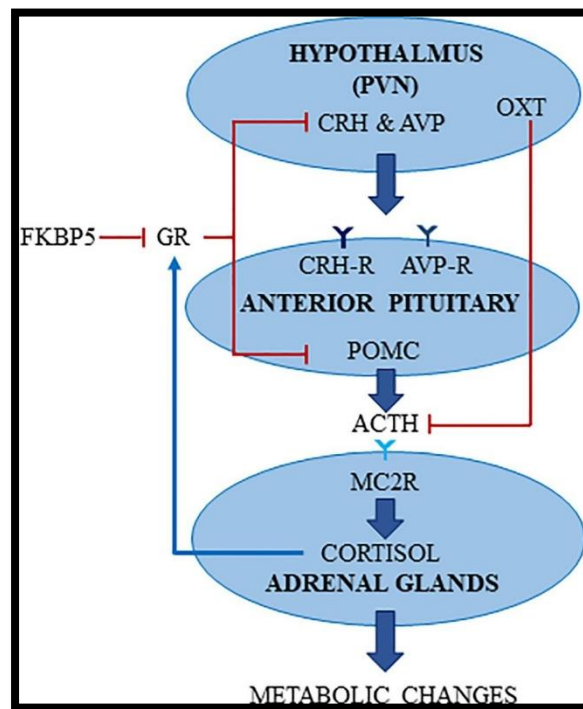 HYPOTHALMUS
(PVN)
OXT
CRH & AVP
FKBP5
GR
CRH-R AVP-R
ANTERIOR PITUITARY
POMC
ACTH
MC2R
CORTISOL
ADRENAL GLANDS
METABOLIC CHANGES